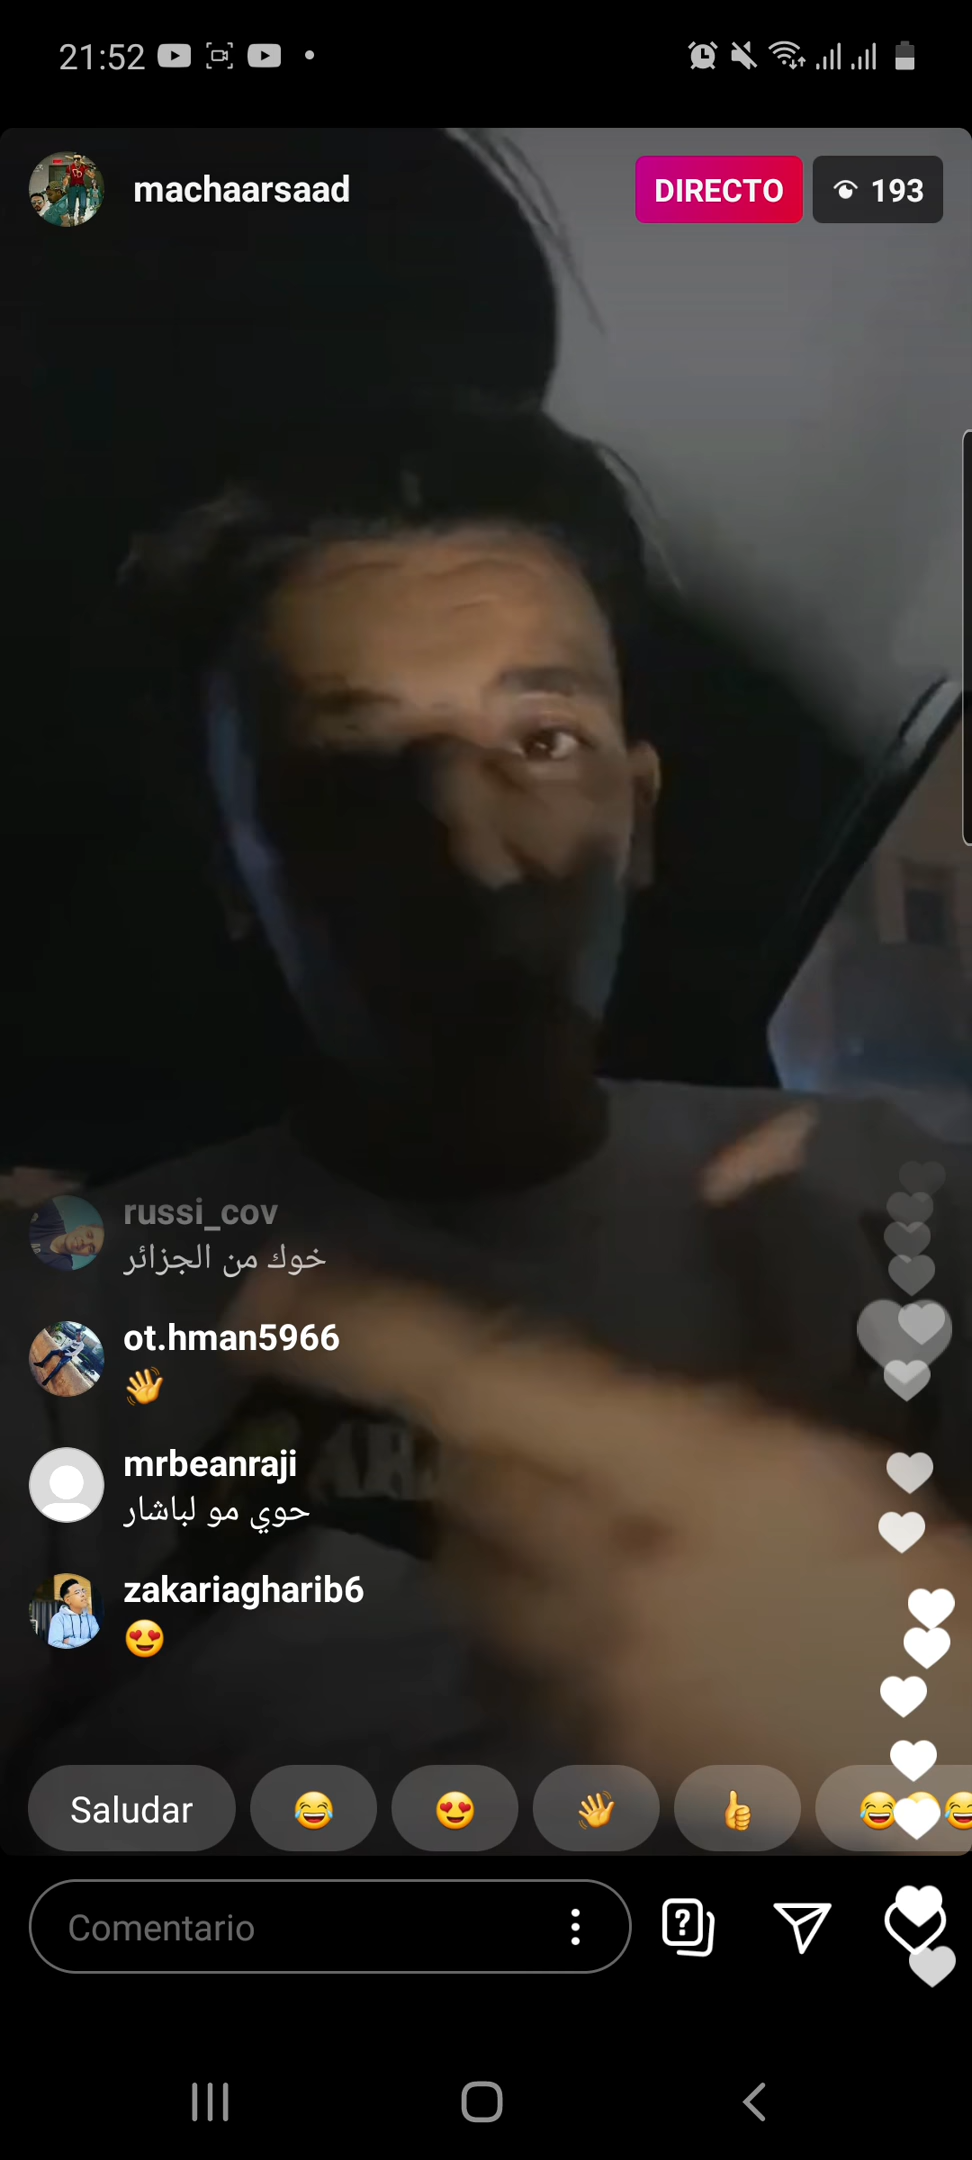 21:52
machaarsaad
DIRECTO
193
russi_cov
خوك من الجزائر
ot.hman5966
👋
mrbeanraji
حوي مو لباشار
zakariagharib6
😍
Saludar 😂 😍 👋 👍 😂
Comentario